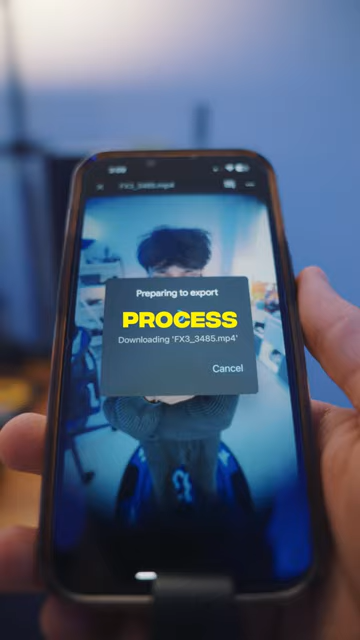 FX3_3485.mp4
Preparing to export
PROCESS
Downloading 'FX3_3485.mp4'
Cancel